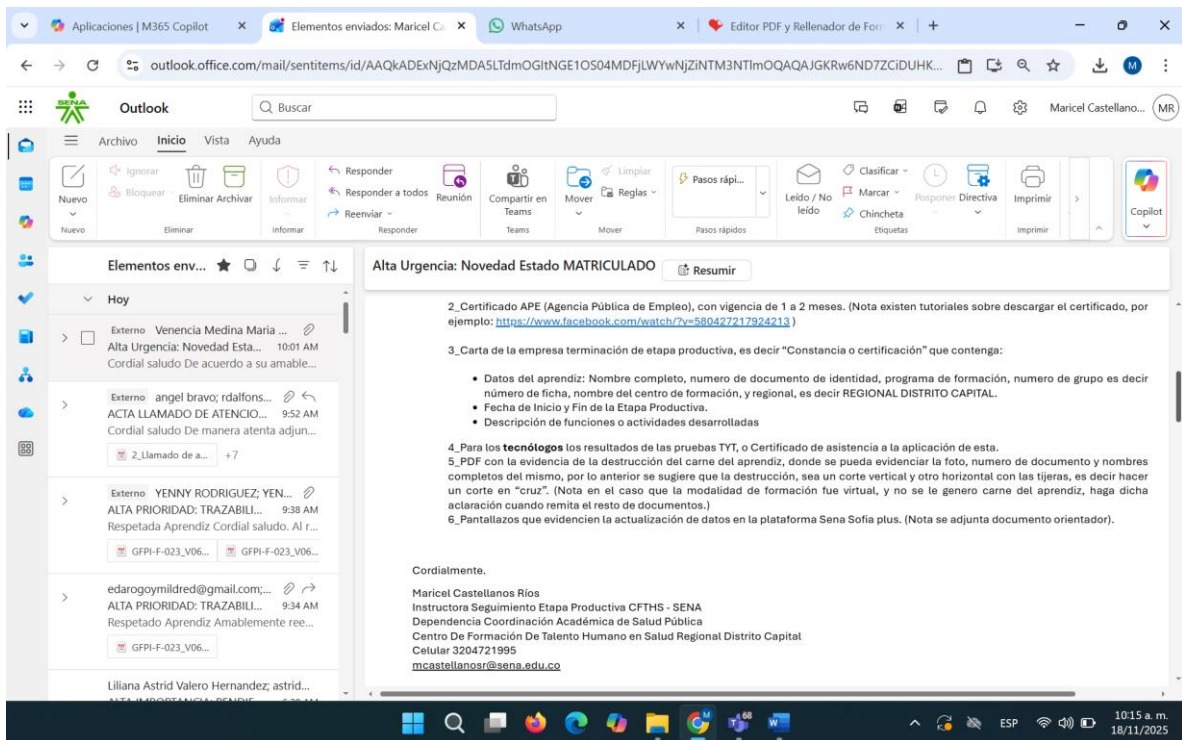 Aplicaciones | M365 Copilot
Elementos enviados: Maricel Ca
WhatsApp
Editor PDF y Rellenador de Form
outlook.office.com/mail/sentitems/id/AAQkADExNjQzMDA5LTdmOGItNGE1OS04MDFjLWYwNjZiNTM3NTlmOQAQAJGKRw6ND7ZCiDUHK...
M
SENA
Outlook
Buscar
Maricel Castellano...
MR
Archivo Inicio Vista Ayuda
Nuevo
Ignorar
Bloquear
Eliminar Archivar
Informar
Responder
Responder a todos
Reenviar
Reunión
Compartir en Teams
Mover
Limpiar
Reglas
Pasos rápi...
Leído / No leído
Clasificar
Marcar
Chincheta
Posponer
Directiva
Imprimir
Copilot
Nuevo
Eliminar
Informar
Responder
Teams
Mover
Pasos rápidos
Etiquetas
Imprimir
Elementos env...
Hoy
Externo Venencia Medina Maria ...
Alta Urgencia: Novedad Esta... 10:01 AM
Cordial saludo De acuerdo a su amable...
Externo angel bravo; rdalfons...
ACTA LLAMADO DE ATENCIO... 9:52 AM
Cordial saludo De manera atenta adjun...
2_Llamado de a... +7
Externo YENNY RODRIGUEZ; YEN...
ALTA PRIORIDAD: TRAZABILI... 9:38 AM
Respetada Aprendiz Cordial saludo. Al r...
GFPI-F-023_V06... GFPI-F-023_V06...
edarogoymildred@gmail.com;...
ALTA PRIORIDAD: TRAZABILI... 9:34 AM
Respetado Aprendiz Amablemente ree...
GFPI-F-023_V06...
Liliana Astrid Valero Hernandez; astrid...
Alta Urgencia: Novedad Estado MATRICULADO
Resumir
2_Certificado APE (Agencia Pública de Empleo), con vigencia de 1 a 2 meses. (Nota existen tutoriales sobre descargar el certificado, por
ejemplo: https://www.facebook.com/watch/?v=580427217924213 )
3_Carta de la empresa terminación de etapa productiva, es decir “Constancia o certificación” que contenga:
• Datos del aprendiz: Nombre completo, numero de documento de identidad, programa de formación, numero de grupo es decir
número de ficha, nombre del centro de formación, y regional, es decir REGIONAL DISTRITO CAPITAL.
• Fecha de Inicio y Fin de la Etapa Productiva.
• Descripción de funciones o actividades desarrolladas
4_Para los tecnólogos los resultados de las pruebas TYT, o Certificado de asistencia a la aplicación de esta.
5_PDF con la evidencia de la destrucción del carne del aprendiz, donde se pueda evidenciar la foto, numero de documento y nombres
completos del mismo, por lo anterior se sugiere que la destrucción, sea un corte vertical y otro horizontal con las tijeras, es decir hacer
un corte en “cruz”. (Nota en el caso que la modalidad de formación fue virtual, y no se le genero carne del aprendiz, haga dicha
aclaración cuando remita el resto de documentos.)
6_Pantallazos que evidencien la actualización de datos en la plataforma Sena Sofia plus. (Nota se adjunta documento orientador).
Cordialmente.
Maricel Castellanos Ríos
Instructora Seguimiento Etapa Productiva CFTHS - SENA
Dependencia Coordinación Académica de Salud Pública
Centro De Formación De Talento Humano en Salud Regional Distrito Capital
Celular 3204721995
mcastellanosr@sena.edu.co
68
ESP
10:15 a. m.
18/11/2025